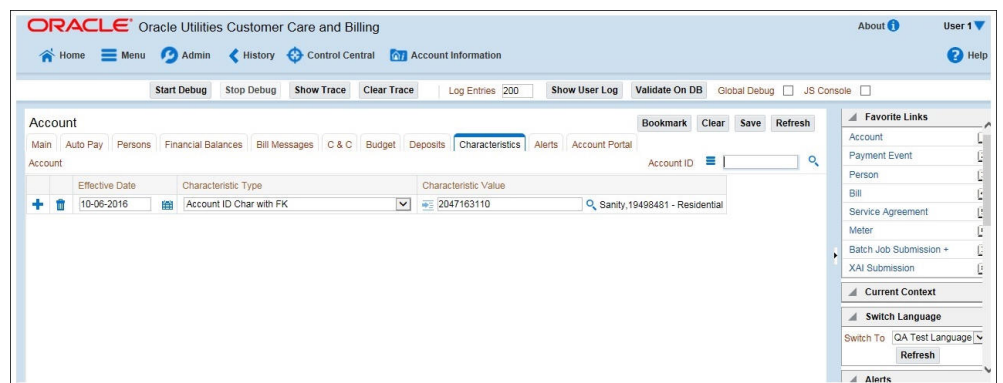 ORACLE® Oracle Utilities Customer Care and Billing
About User 1
Home Menu Admin History Control Central Account Information Help
Start Debug Stop Debug Show Trace Clear Trace Log Entries 200 Show User Log Validate On DB Global Debug JS Console
Account
Bookmark Clear Save Refresh
Main Auto Pay Persons Financial Balances Bill Messages C & C Budget Deposits Characteristics Alerts Account Portal
Account Account ID
Effective Date Characteristic Type Characteristic Value
10-06-2016 Account ID Char with FK 2047163110 Sanity,19498481 - Residential
Favorite Links
Account
Payment Event
Person
Bill
Service Agreement
Meter
Batch Job Submission +
XAI Submission
Current Context
Switch Language
Switch To QA Test Language
Refresh
Alerts